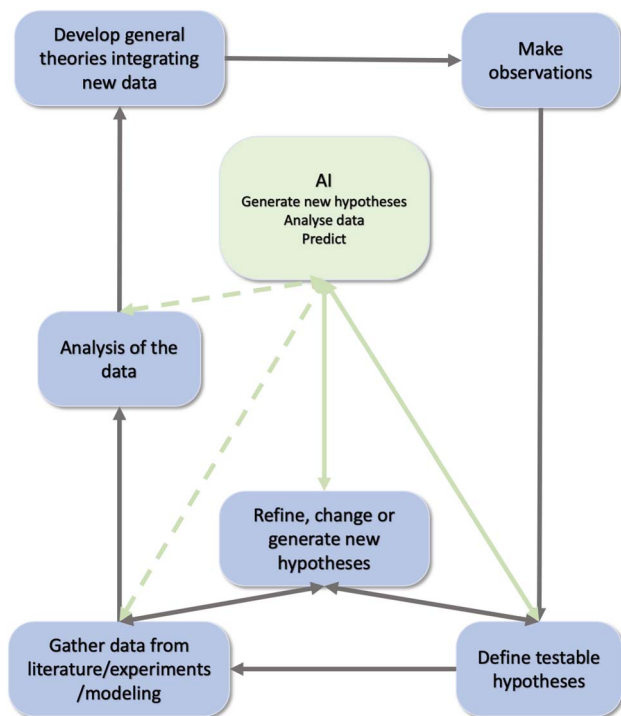 Develop general
theories integrating
new data
Make
observations
AI
Generate new hypotheses
Analyse data
Predict
Analysis of the
data
Refine, change or
generate new
hypotheses
Gather data from
literature/experiments
/modeling
Define testable
hypotheses